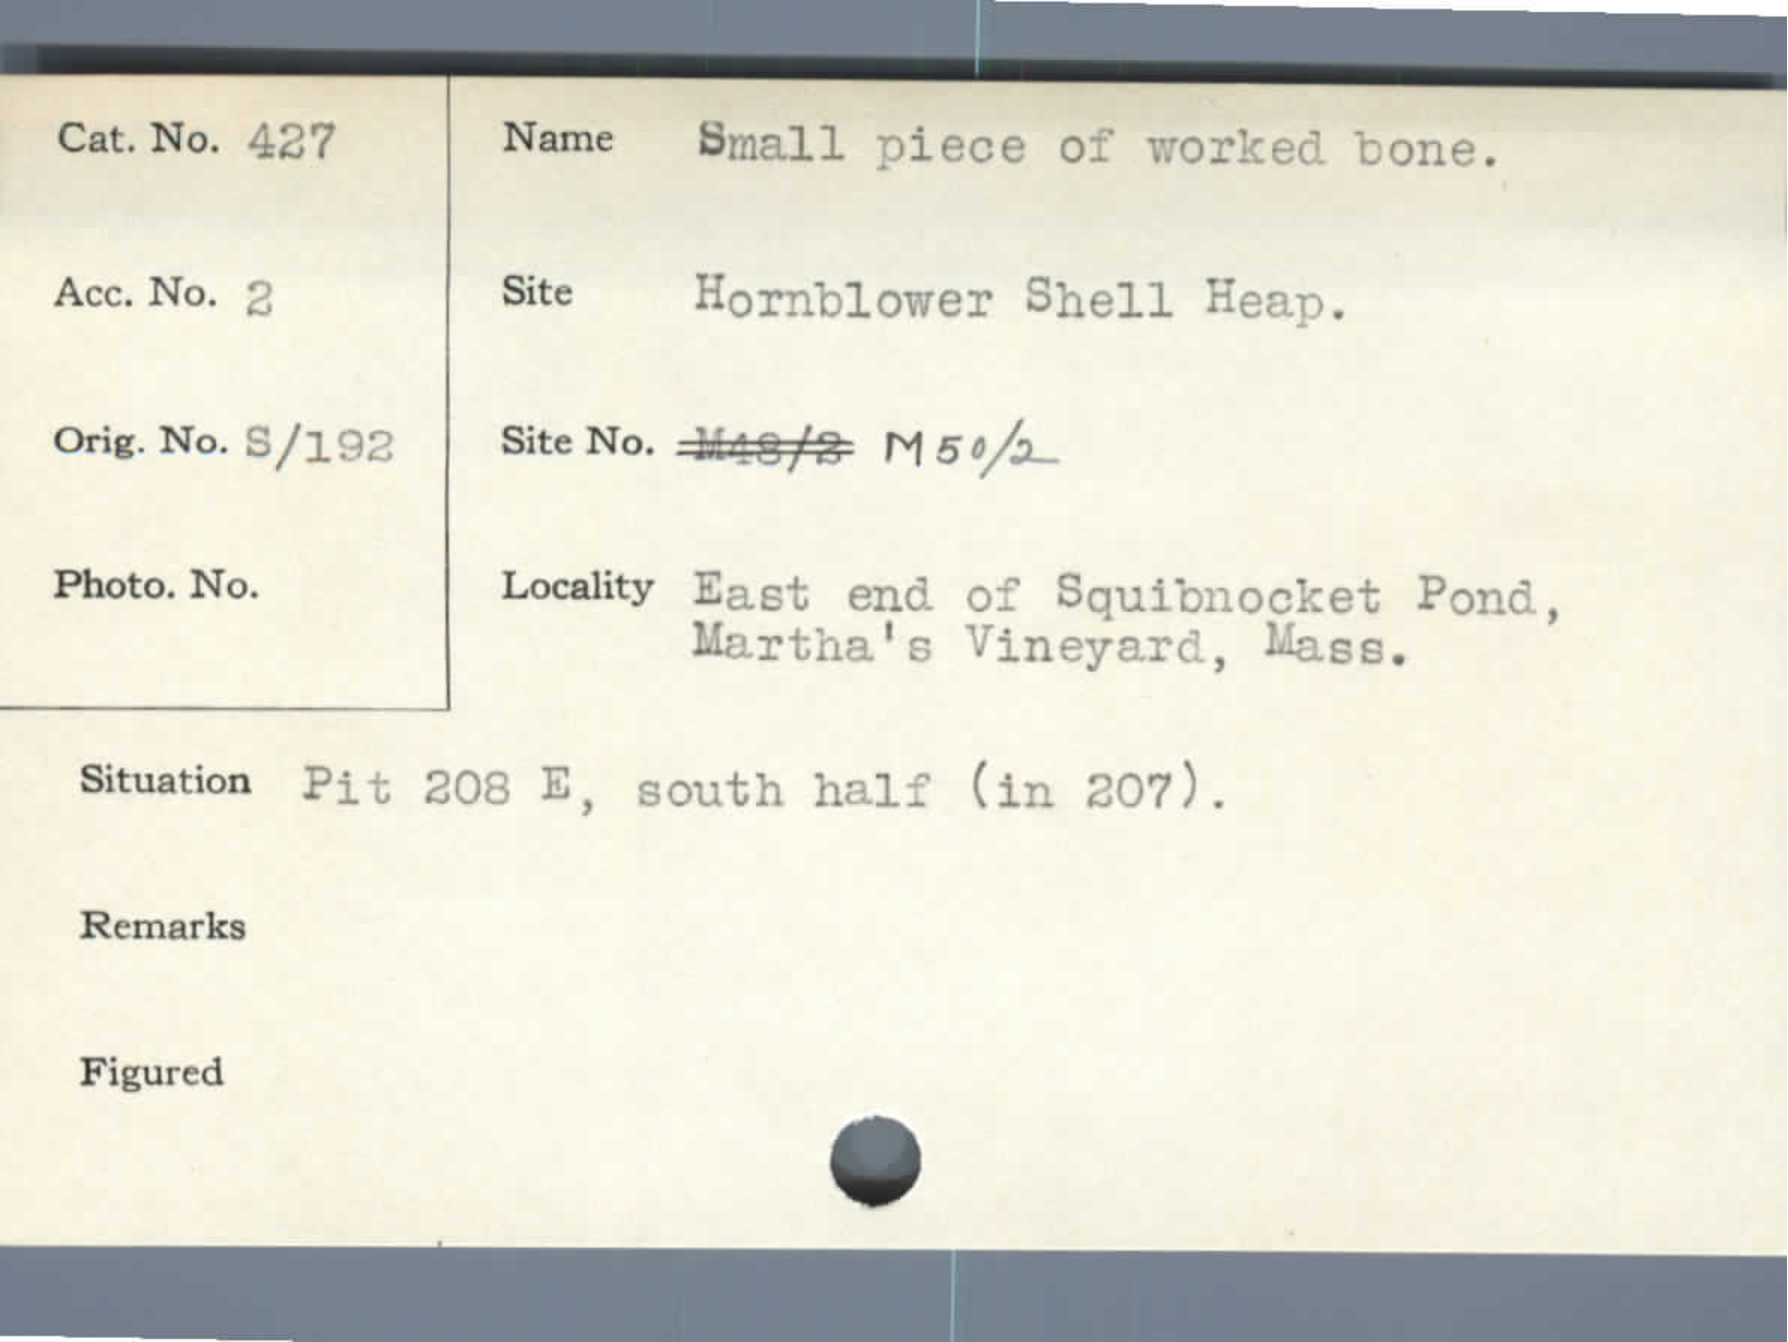 Cat. No. 427
Name Small piece of worked bone.
Acc. No. 2
Site Hornblower Shell Heap.
Orig. No. S/192
Site No. M48/2 M50/2
Photo. No.
Locality East end of Squibnocket Pond,
Martha's Vineyard, Mass.
Situation Pit 208 E, south half (in 207).
Remarks
Figured